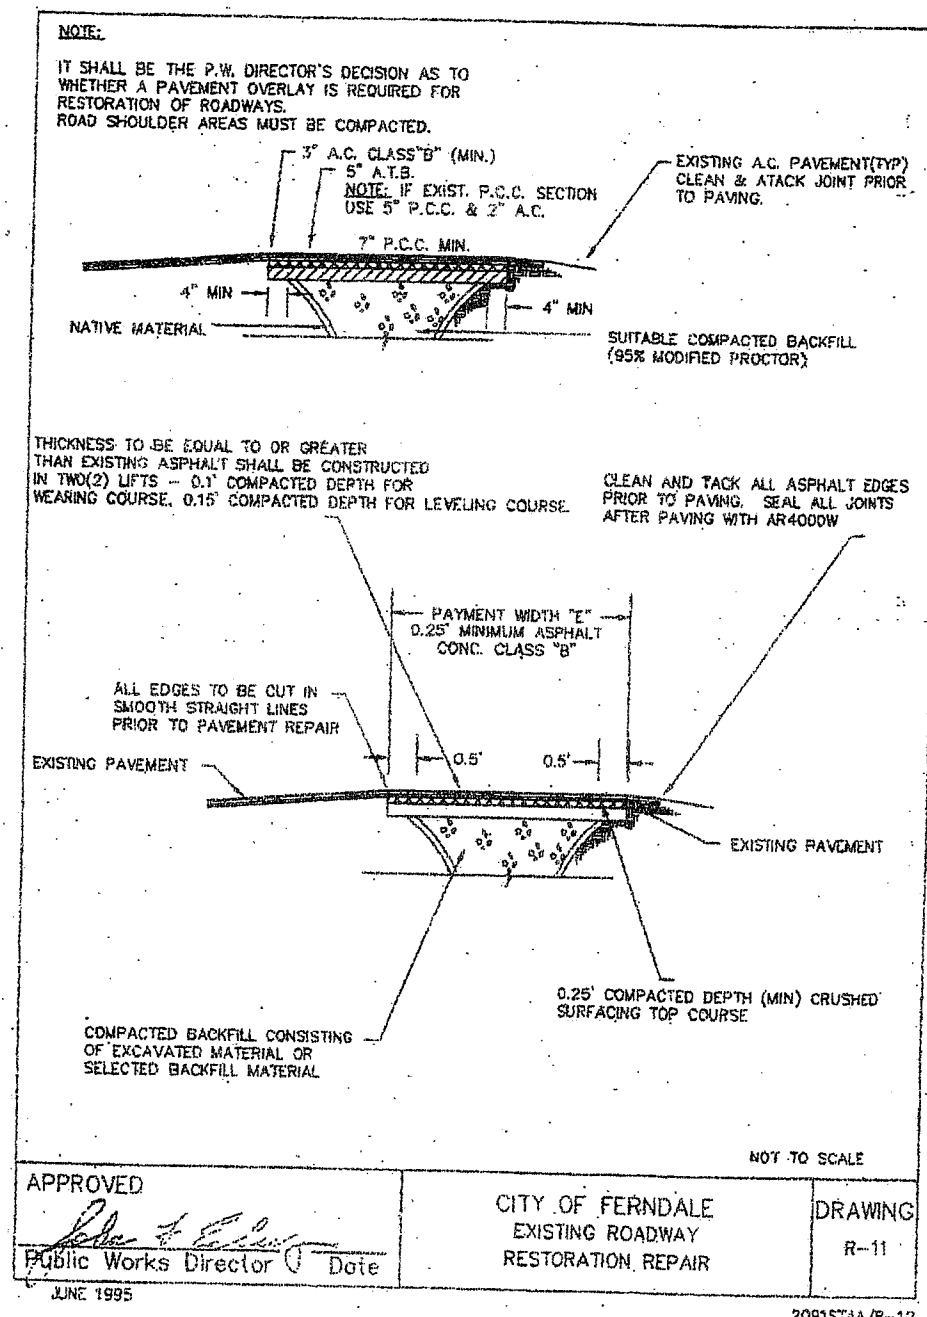 NOTE:
IT SHALL BE THE P.W. DIRECTOR'S DECISION AS TO
WHETHER A PAVEMENT OVERLAY IS REQUIRED FOR
RESTORATION OF ROADWAYS.
ROAD SHOULDER AREAS MUST BE COMPACTED.
3" A.C. CLASS"B" (MIN.)
5" A.T.B.
NOTE: IF EXIST. P.C.C. SECTION
USE 5" P.C.C. & 2" A.C.
7" P.C.C. MIN.
EXISTING A.C. PAVEMENT(TYP)
CLEAN & ATACK JOINT PRIOR
TO PAVING.
4" MIN
4" MIN
NATIVE MATERIAL
SUITABLE COMPACTED BACKFILL
(95% MODIFIED PROCTOR)
THICKNESS TO BE EQUAL TO OR GREATER
THAN EXISTING ASPHALT SHALL BE CONSTRUCTED
IN TWO(2) LIFTS - 0.1' COMPACTED DEPTH FOR
WEARING COURSE, 0.15' COMPACTED DEPTH FOR LEVELING COURSE.
CLEAN AND TACK ALL ASPHALT EDGES
PRIOR TO PAVING. SEAL ALL JOINTS
AFTER PAVING WITH AR4000W
PAYMENT WIDTH "E"
0.25' MINIMUM ASPHALT
CONC. CLASS "B"
ALL EDGES TO BE CUT IN
SMOOTH STRAIGHT LINES
PRIOR TO PAVEMENT REPAIR
0.5'
0.5'
EXISTING PAVEMENT
EXISTING PAVEMENT
0.25' COMPACTED DEPTH (MIN) CRUSHED
SURFACING TOP COURSE
COMPACTED BACKFILL CONSISTING
OF EXCAVATED MATERIAL OR
SELECTED BACKFILL MATERIAL
NOT TO SCALE
APPROVED
Public Works Director Date
CITY OF FERNDALE
EXISTING ROADWAY
RESTORATION REPAIR
DRAWING
R-11
JUNE 1995